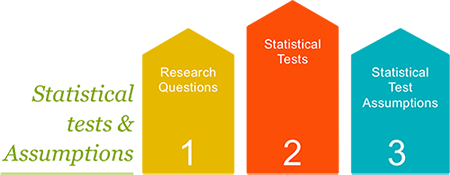 Statistical
tests &
Assumptions
Research
Questions
1
Statistical
Tests
2
Statistical
Test
Assumptions
3